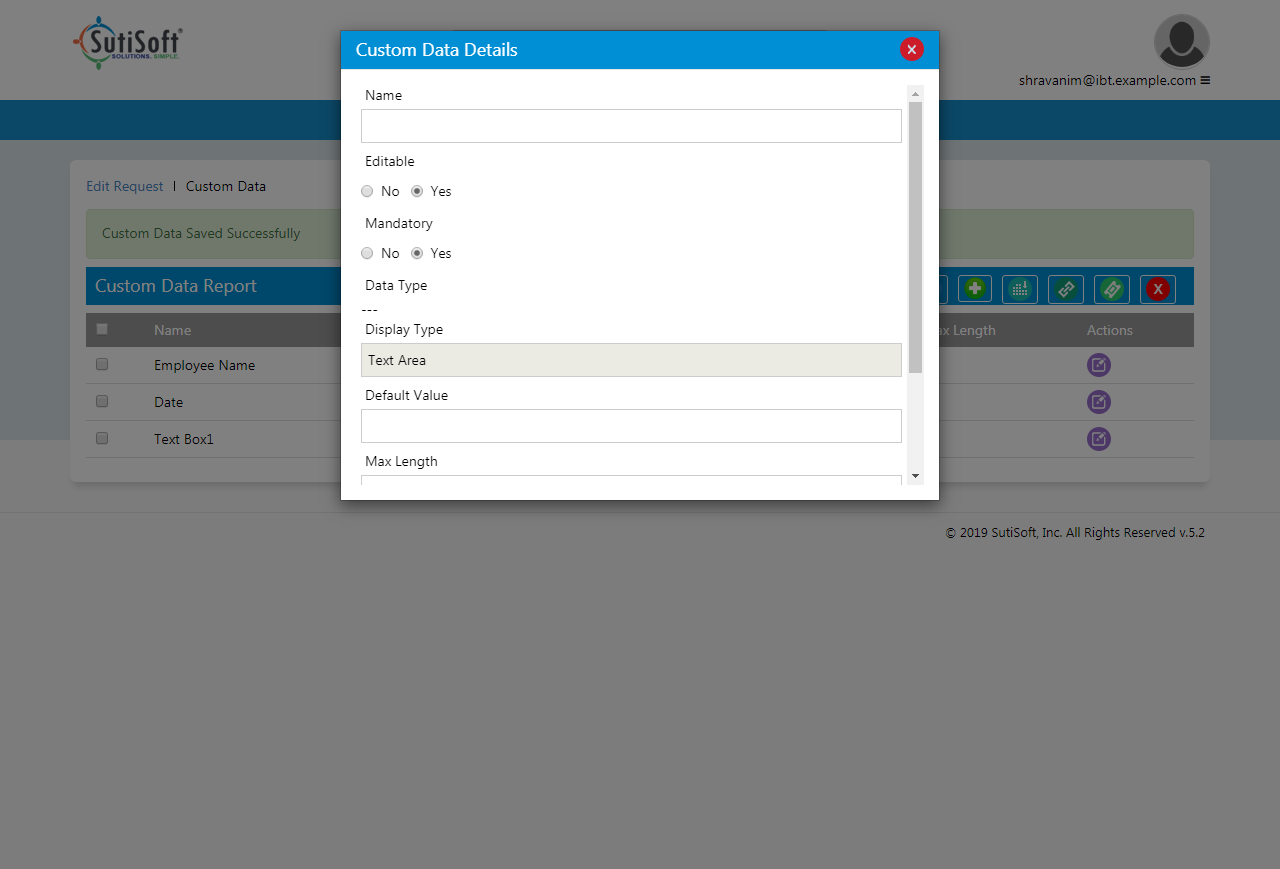 SutiSoft
SOLUTIONS. SIMPLE.
shravanim@ibt.example.com
Custom Data Details
X
Name
Editable
No Yes
Mandatory
No Yes
Data Type
---
Display Type
Text Area
Default Value
Max Length
Edit Request | Custom Data
Custom Data Saved Successfully
Custom Data Report
X
Name Length Actions
Employee Name
Date
Text Box1
© 2019 SutiSoft, Inc. All Rights Reserved v.5.2